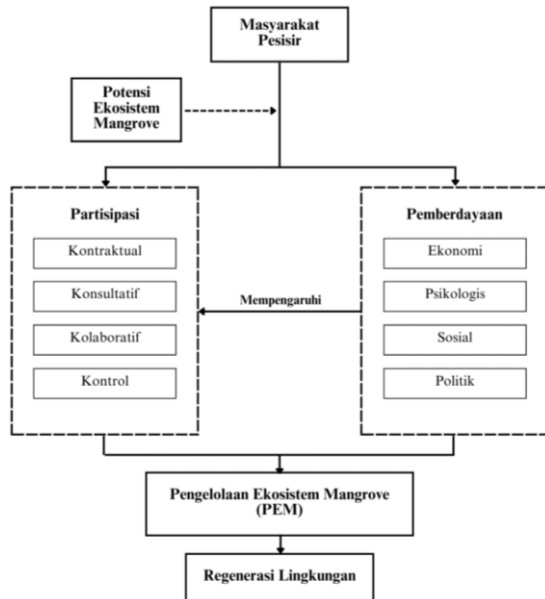 Masyarakat
Pesisir
Potensi
Ekosistem
Mangrove
Partisipasi
Kontraktual
Konsultatif
Kolaboratif
Kontrol
Mempengaruhi
Pemberdayaan
Ekonomi
Psikologis
Sosial
Politik
Pengelolaan Ekosistem Mangrove
(PEM)
Regenerasi Lingkungan